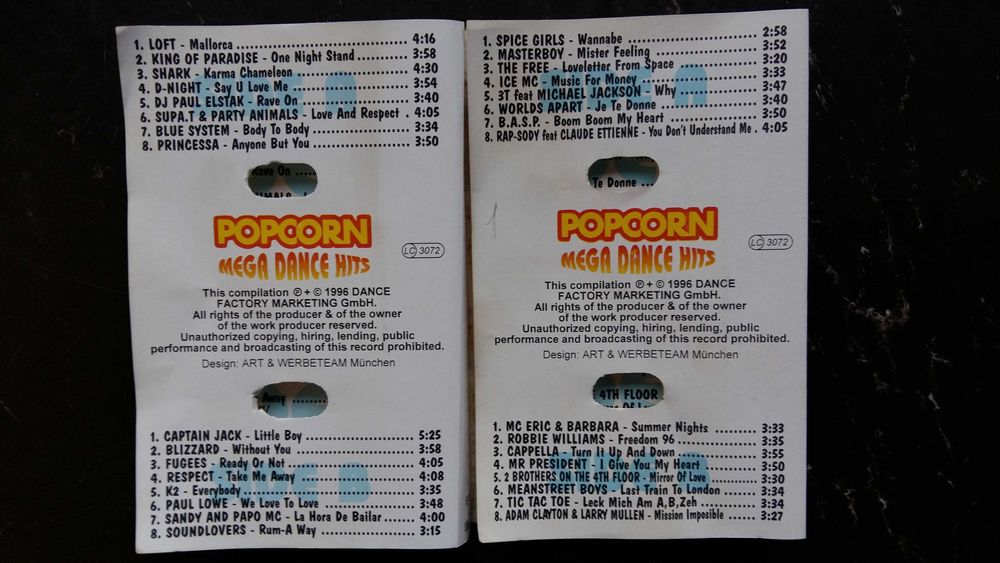 1. LOFT - Mallorca .................................. 4:16
2. KING OF PARADISE - One Night Stand ........... 3:58
3. SHARK - Karma Chameleon ...................... 4:30
4. D-NIGHT - Say U Love Me ....................... 3:54
5. DJ PAUL ELSTAK - Rave On ...................... 3:40
6. SUPA.T & PARTY ANIMALS - Love And Respect . 4:05
7. BLUE SYSTEM - Body To Body ................... 3:34
8. PRINCESSA - Anyone But You ................... 3:50
Rave On .....
POPCORN
MEGA DANCE HITS
LC 3072
This compilation ℗ + © 1996 DANCE
FACTORY MARKETING GmbH.
All rights of the producer & of the owner
of the work producer reserved.
Unauthorized copying, hiring, lending, public
performance and broadcasting of this record prohibited.
Design: ART & WERBETEAM München
Away ........
1. CAPTAIN JACK - Little Boy ...................... 5:25
2. BLIZZARD - Without You ........................ 3:58
3. FUGEES - Ready Or Not ......................... 4:05
4. RESPECT - Take Me Away ....................... 4:08
5. K2 - Everybody ................................. 3:35
6. PAUL LOWE - We Love To Love .................. 3:48
7. SANDY AND PAPO MC - La Hora De Bailar ....... 4:00
8. SOUNDLOVERS - Rum-A Way ..................... 3:15
SIDE B
1. SPICE GIRLS - Wannabe ......................... 2:58
2. MASTERBOY - Mister Feeling .................... 3:52
3. THE FREE - Loveletter From Space .............. 3:20
4. ICE MC - Music For Money ...................... 3:33
5. 3T feat MICHAEL JACKSON - Why ................ 3:47
6. WORLDS APART - Je Te Donne ................... 3:40
7. B.A.S.P. - Boom Boom My Heart ................. 3:50
8. RAP-SODY feat CLAUDE ETTIENNE - You Don't Understand Me . 4:05
Te Donne ...
1
POPCORN
MEGA DANCE HITS
LC 3072
This compilation ℗ + © 1996 DANCE
FACTORY MARKETING GmbH.
All rights of the producer & of the owner
of the work producer reserved.
Unauthorized copying, hiring, lending, public
performance and broadcasting of this record prohibited.
Design: ART & WERBETEAM München
4TH FLOOR
1. MC ERIC & BARBARA - Summer Nights ........... 3:33
2. ROBBIE WILLIAMS - Freedom 96 .................. 3:35
3. CAPPELLA - Turn It Up And Down ................ 3:55
4. MR PRESIDENT - I Give You My Heart ............ 3:50
5. 2 BROTHERS ON THE 4TH FLOOR - Mirror Of Love ..... 3:30
6. MEANSTREET BOYS - Last Train To London ........ 3:34
7. TIC TAC TOE - Leck Mich Am A,B,Zeh ............. 3:34
8. ADAM CLAYTON & LARRY MULLEN - Mission Imposible ...... 3:27